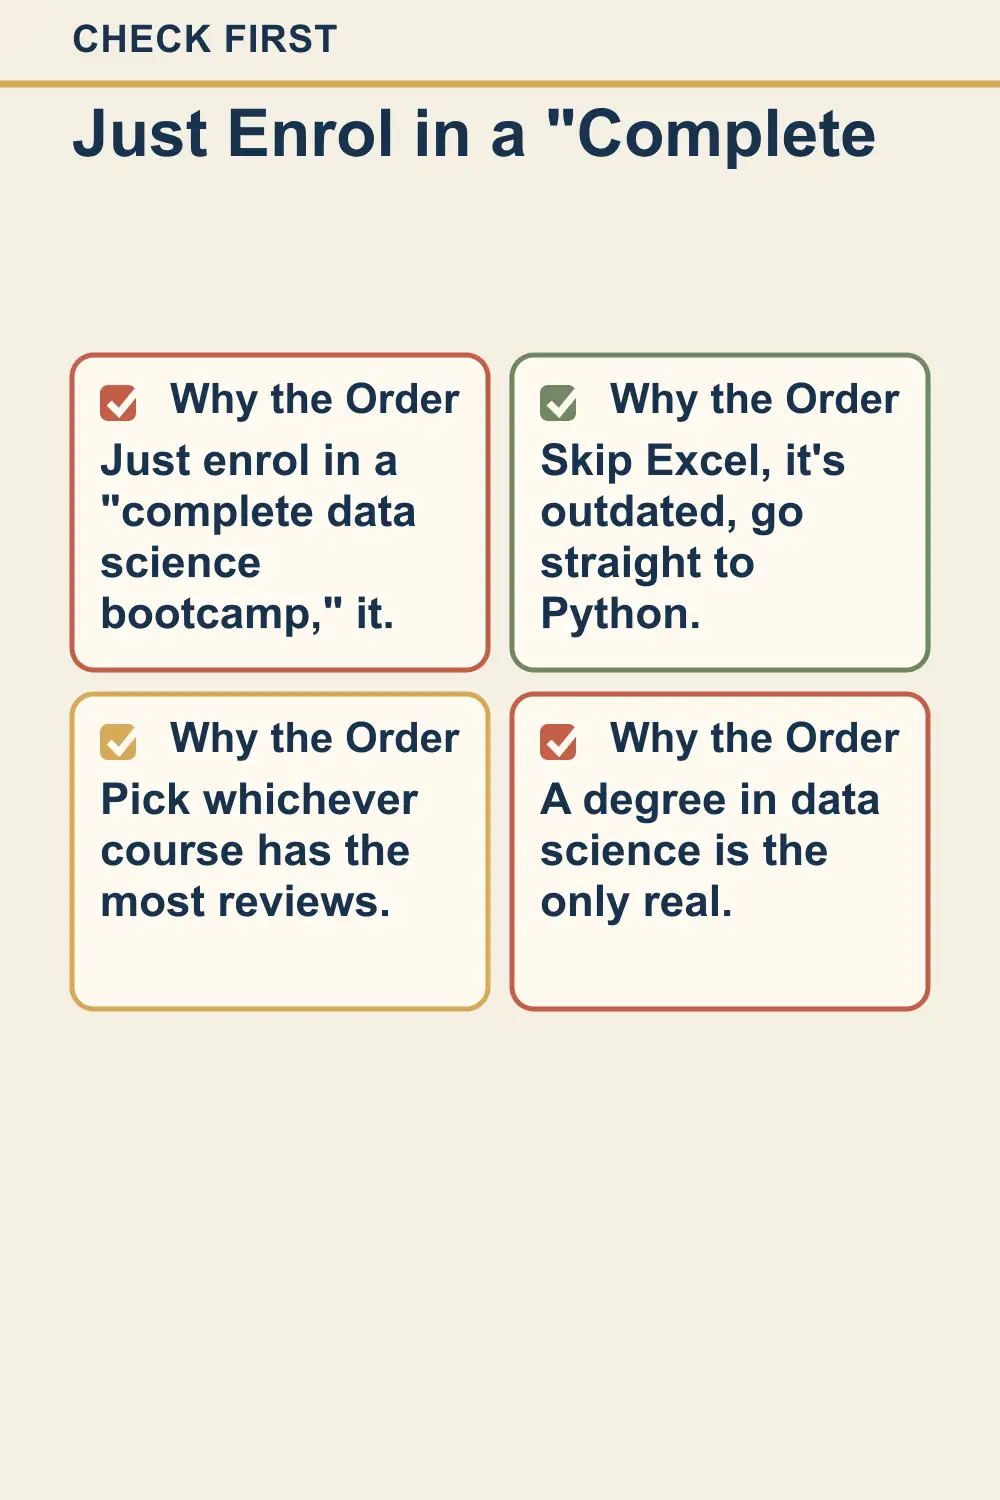 CHECK FIRST
Just Enrol in a "Complete
Why the Order
Just enrol in a
"complete data
science
bootcamp," it.
Why the Order
Skip Excel, it's
outdated, go
straight to
Python.
Why the Order
Pick whichever
course has the
most reviews.
Why the Order
A degree in data
science is the
only real.